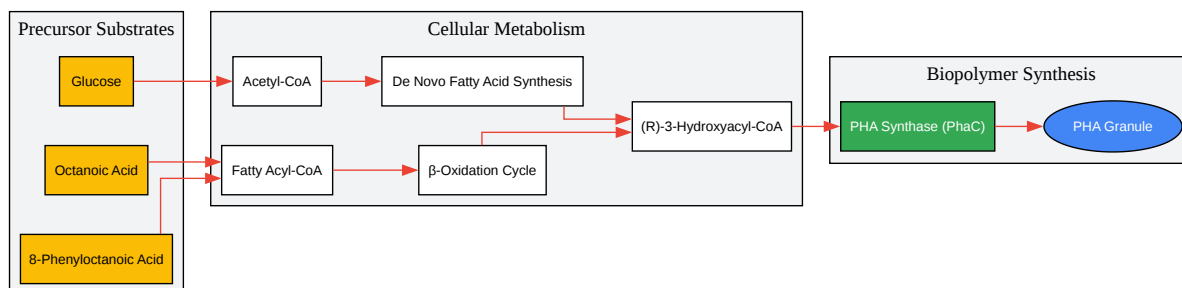 Precursor Substrates
Glucose
Octanoic Acid
8-Phenyloctanoic Acid
Cellular Metabolism
Acetyl-CoA
De Novo Fatty Acid Synthesis
Fatty Acyl-CoA
β-Oxidation Cycle
(R)-3-Hydroxyacyl-CoA
Biopolymer Synthesis
PHA Synthase (PhaC)
PHA Granule